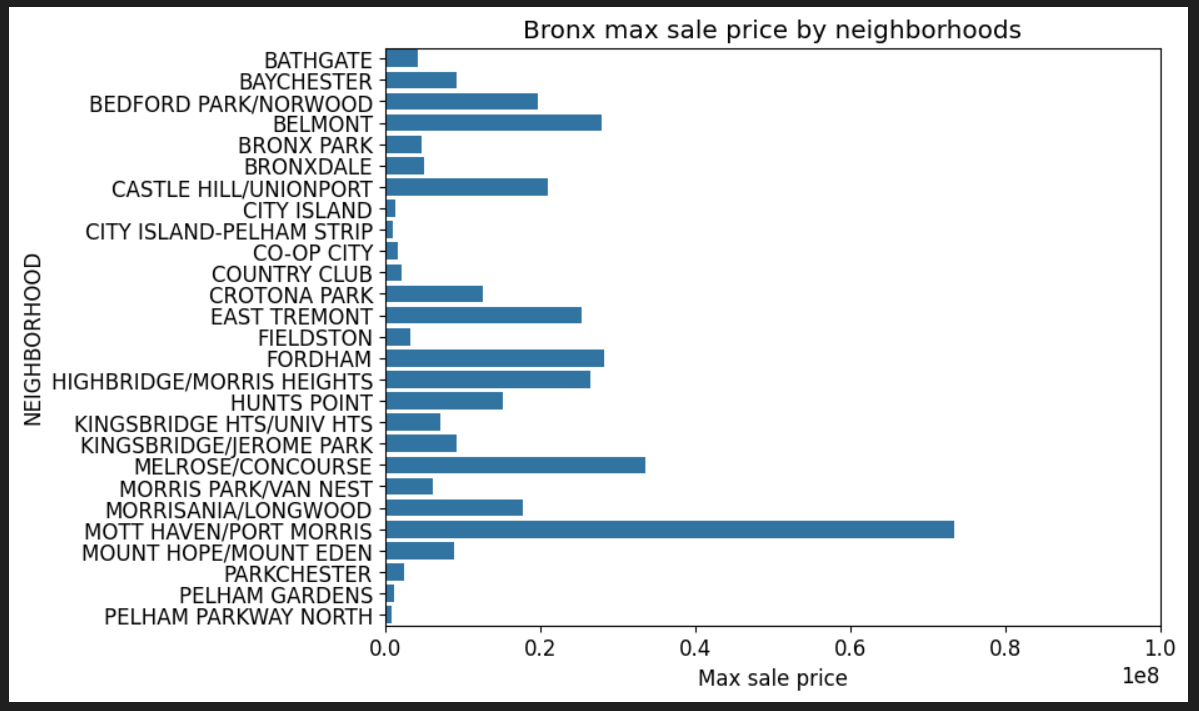 Bronx max sale price by neighborhoods
NEIGHBORHOOD
BATHGATE
BAYCHESTER
BEDFORD PARK/NORWOOD
BELMONT
BRONX PARK
BRONXDALE
CASTLE HILL/UNIONPORT
CITY ISLAND
CITY ISLAND-PELHAM STRIP
CO-OP CITY
COUNTRY CLUB
CROTONA PARK
EAST TREMONT
FIELDSTON
FORDHAM
HIGHBRIDGE/MORRIS HEIGHTS
HUNTS POINT
KINGSBRIDGE HTS/UNIV HTS
KINGSBRIDGE/JEROME PARK
MELROSE/CONCOURSE
MORRIS PARK/VAN NEST
MORRISANIA/LONGWOOD
MOTT HAVEN/PORT MORRIS
MOUNT HOPE/MOUNT EDEN
PARKCHESTER
PELHAM GARDENS
PELHAM PARKWAY NORTH
0.0 0.2 0.4 0.6 0.8 1.0
Max sale price
1e8